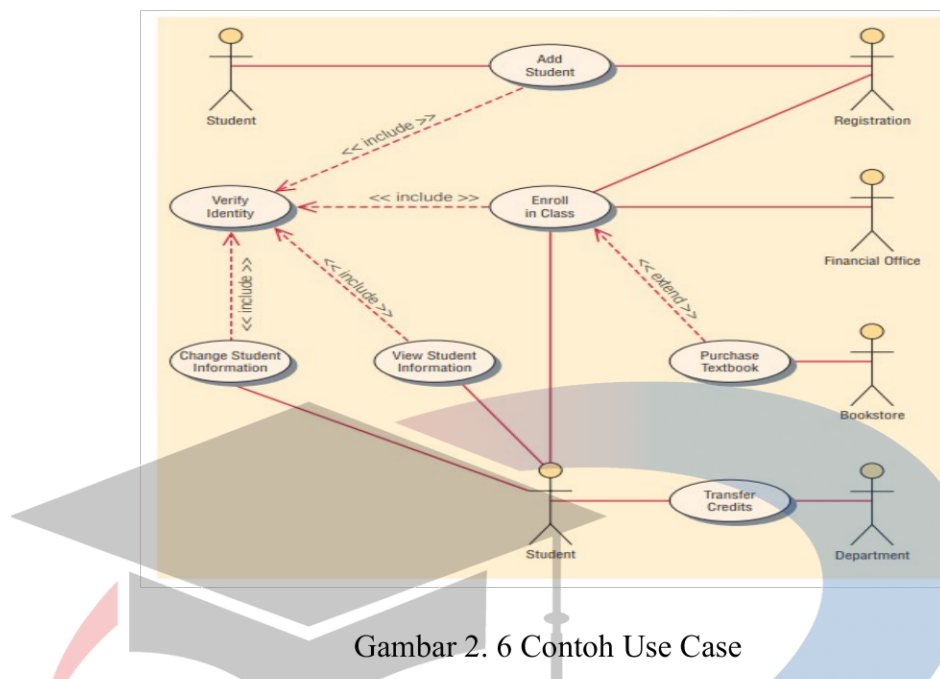 Add
Student
Student
Registration
<< include >>
Verify
Identity
<< include >>
Enroll
in Class
Financial Office
<< include >>
<< include >>
<< extend >>
Change Student
Information
View Student
Information
Purchase
Textbook
Bookstore
Transfer
Credits
Student
Department
Gambar 2. 6 Contoh Use Case